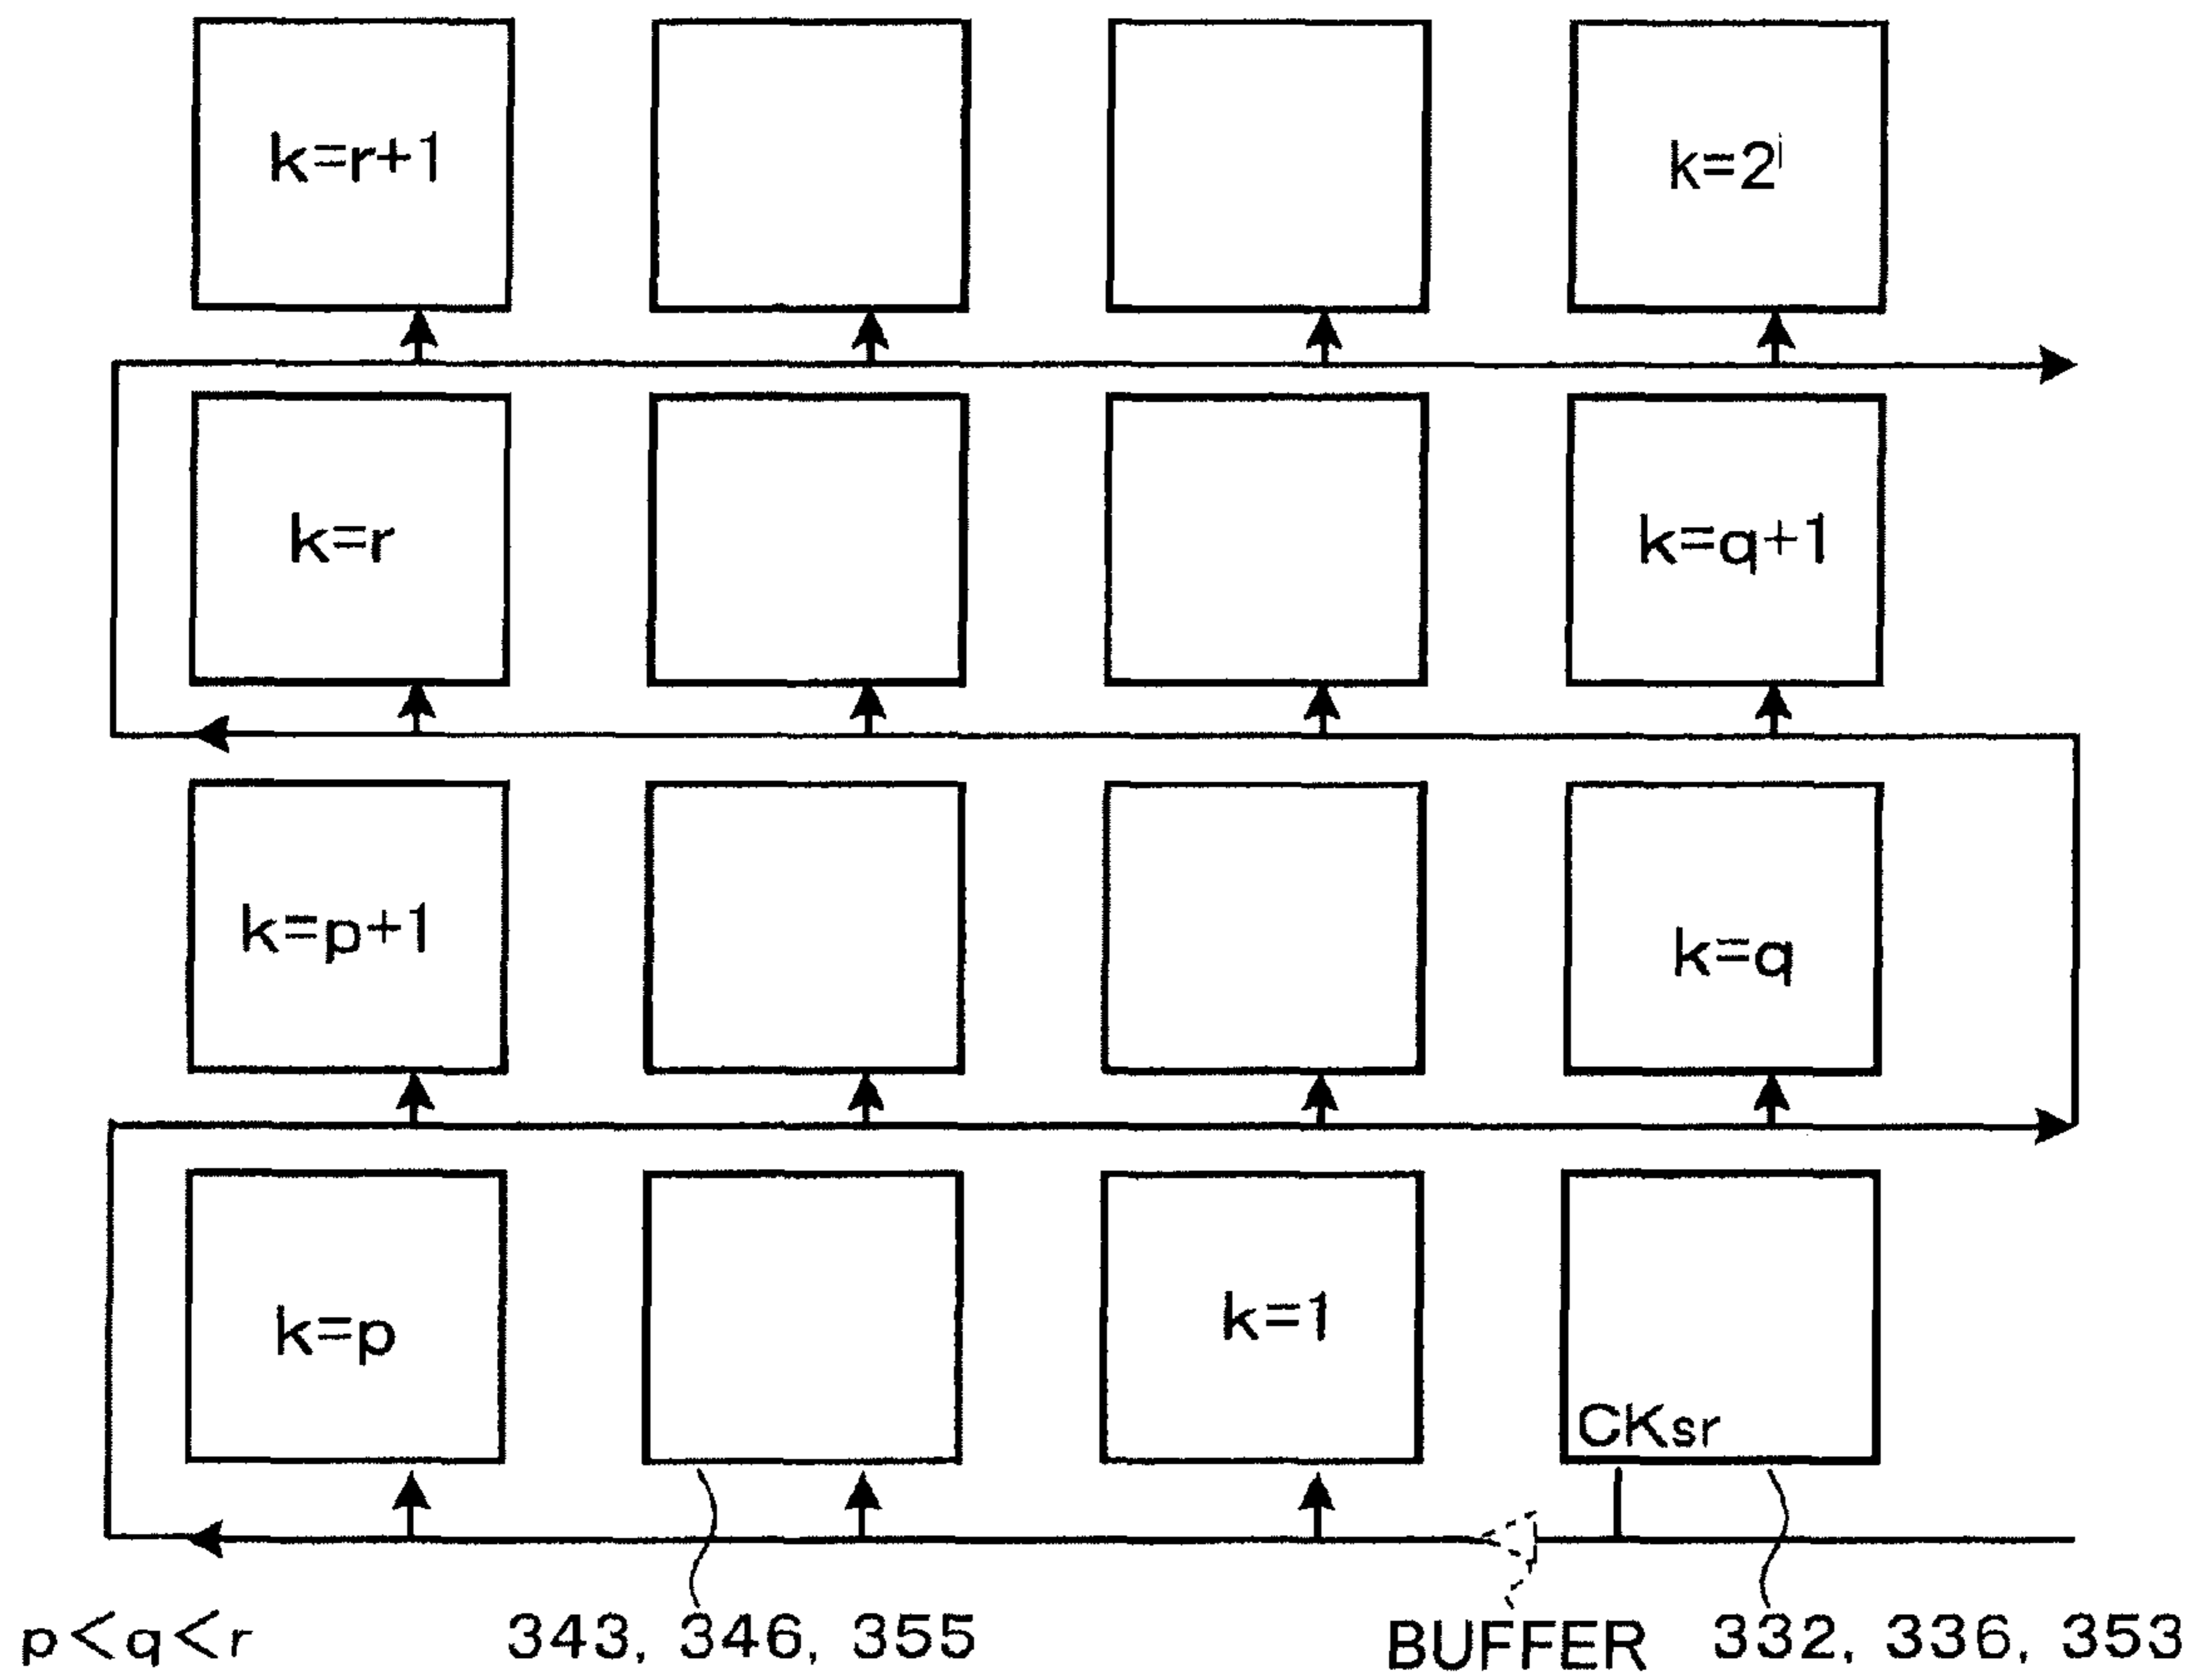 k=r+1
k=2ⁱ
k=r
k=q+1
k=p+1
k=q
k=p
k=1
CKsr
p<q<r
343, 346, 355
BUFFER
332, 336, 353